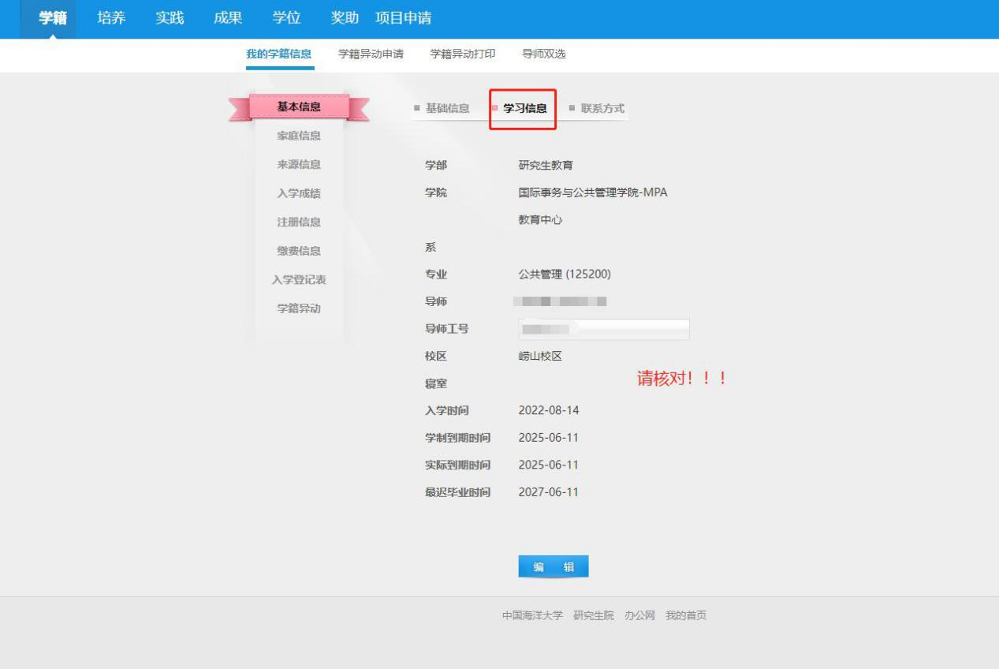 学籍 培养 实践 成果 学位 奖助 项目申请
我的学籍信息 学籍异动申请 学籍异动打印 导师双选
基本信息
家庭信息
来源信息
入学成绩
注册信息
缴费信息
入学登记表
学籍异动
基础信息 学习信息 联系方式
学部 研究生教育
学院 国际事务与公共管理学院-MPA
教育中心
系
专业 公共管理 (125200)
导师
导师工号
校区 崂山校区
请核对！！！
寝室
入学时间 2022-08-14
学制到期时间 2025-06-11
实际到期时间 2025-06-11
最迟毕业时间 2027-06-11
编 辑
中国海洋大学 研究生院 办公网 我的首页